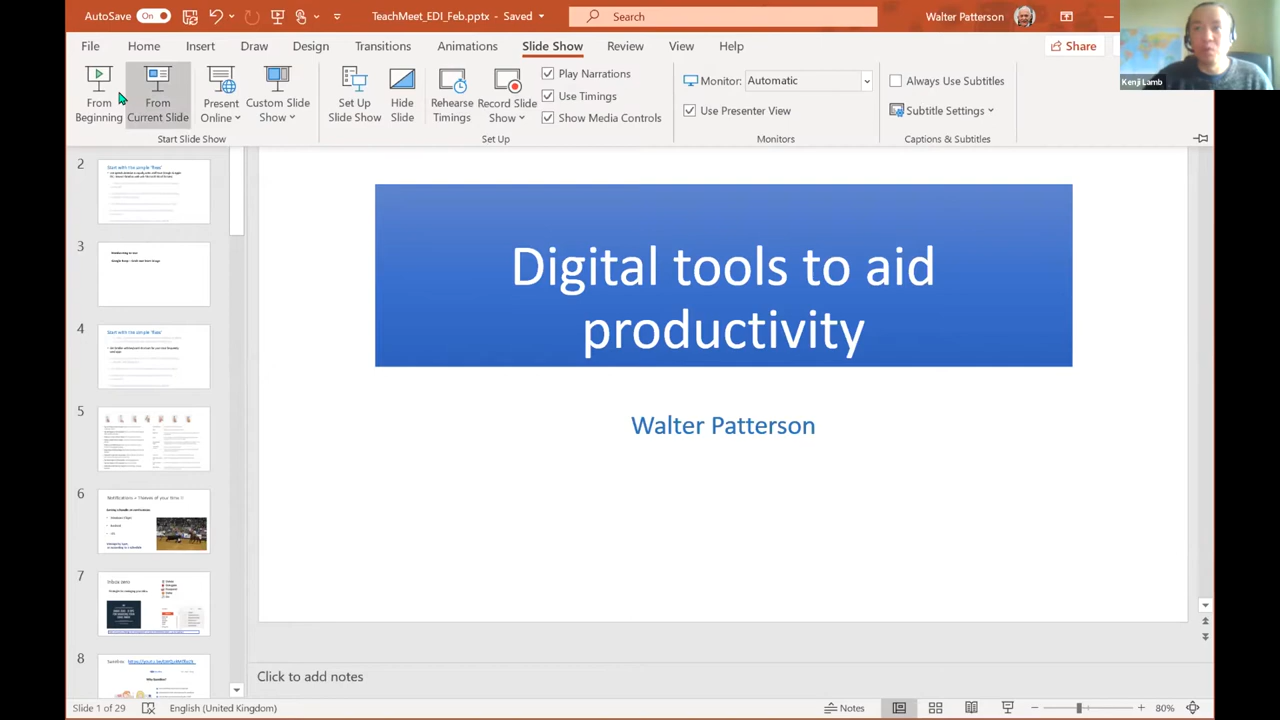 AutoSave On TeachMeet_EDI_Feb.pptx - Saved Search Walter Patterson
File Home Insert Draw Design Transitions Animations Slide Show Review View Help Share
Kenji Lamb
From Beginning
From Current Slide
Present Online
Custom Slide Show
Start Slide Show
Set Up Slide Show
Hide Slide
Rehearse Timings
Record Slide Show
Play Narrations
Use Timings
Show Media Controls
Set Up
Monitor: Automatic
Use Presenter View
Monitors
Always Use Subtitles
Subtitle Settings
Captions & Subtitles
2
3
4
5
6
7
Inbox zero
8
Digital tools to aid
productivity
Walter Patterson
Click to add notes
Slide 1 of 29 English (United Kingdom) Notes 80%